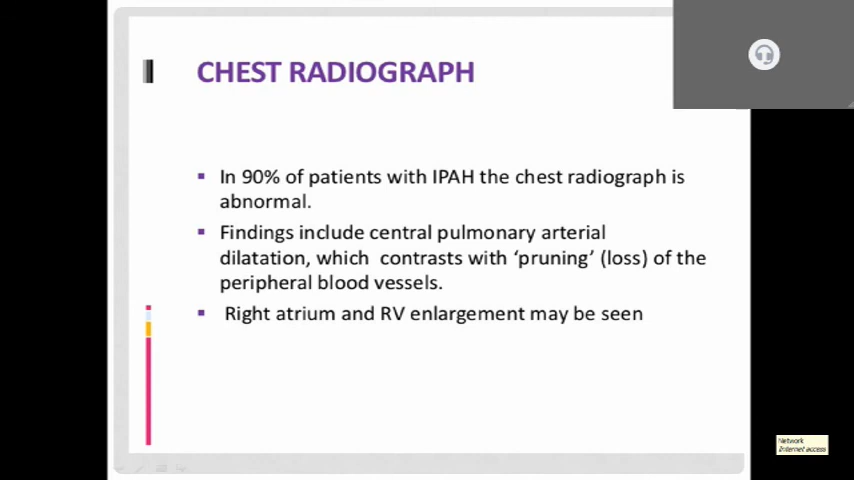 CHEST RADIOGRAPH
▪ In 90% of patients with IPAH the chest radiograph is
abnormal.
▪ Findings include central pulmonary arterial
dilatation, which contrasts with ‘pruning’ (loss) of the
peripheral blood vessels.
▪ Right atrium and RV enlargement may be seen
Network
Internet access